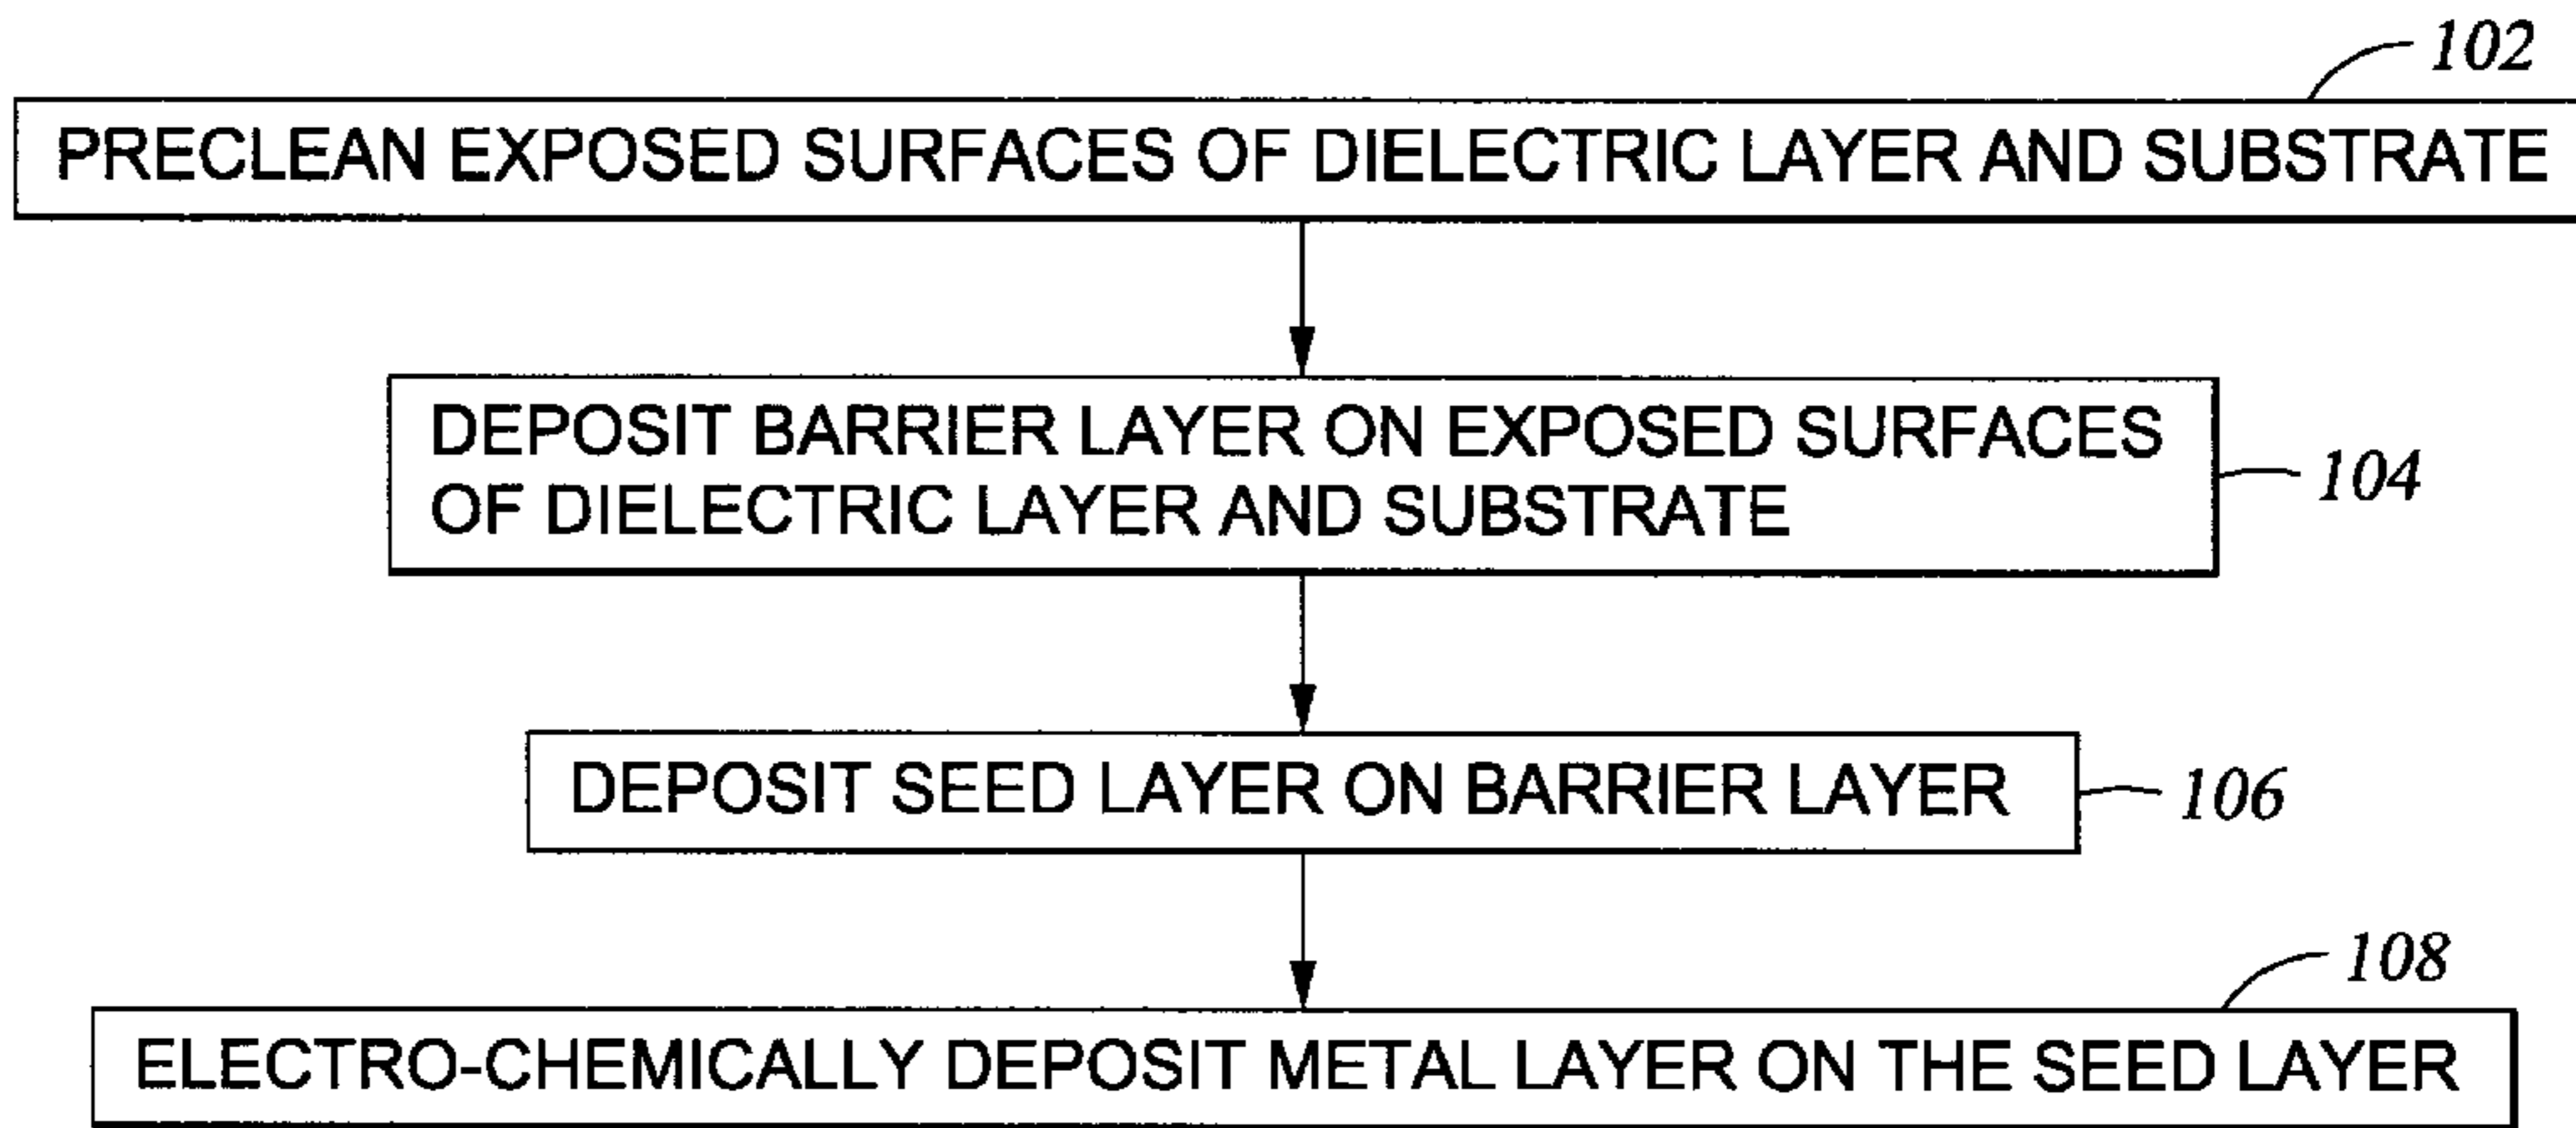 102
PRECLEAN EXPOSED SURFACES OF DIELECTRIC LAYER AND SUBSTRATE
DEPOSIT BARRIER LAYER ON EXPOSED SURFACES
OF DIELECTRIC LAYER AND SUBSTRATE
104
DEPOSIT SEED LAYER ON BARRIER LAYER
106
108
ELECTRO-CHEMICALLY DEPOSIT METAL LAYER ON THE SEED LAYER